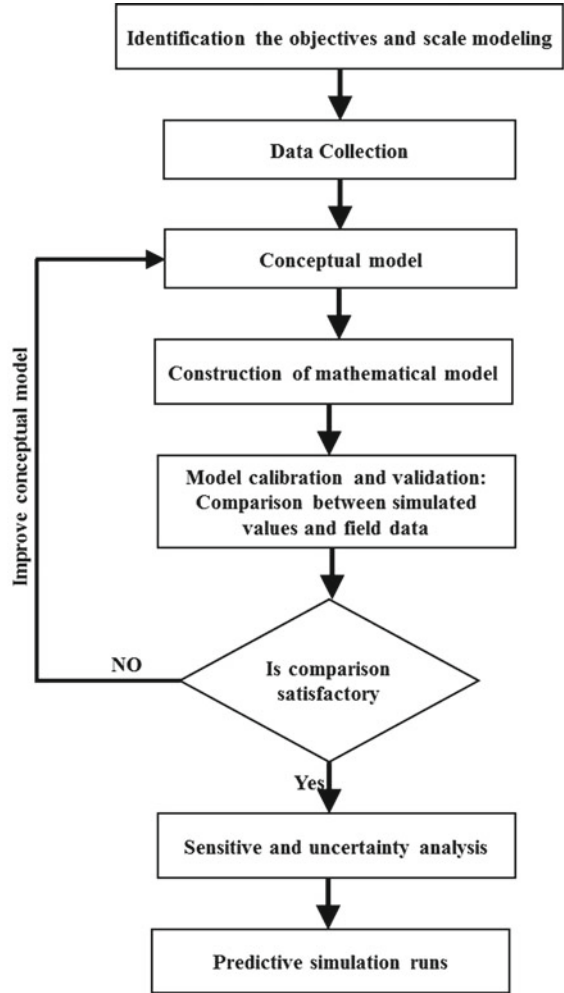 Identification the objectives and scale modeling
Data Collection
Conceptual model
Improve conceptual model
Construction of mathematical model
Model calibration and validation:
Comparison between simulated
values and field data
NO
Is comparison
satisfactory
Yes
Sensitive and uncertainty analysis
Predictive simulation runs